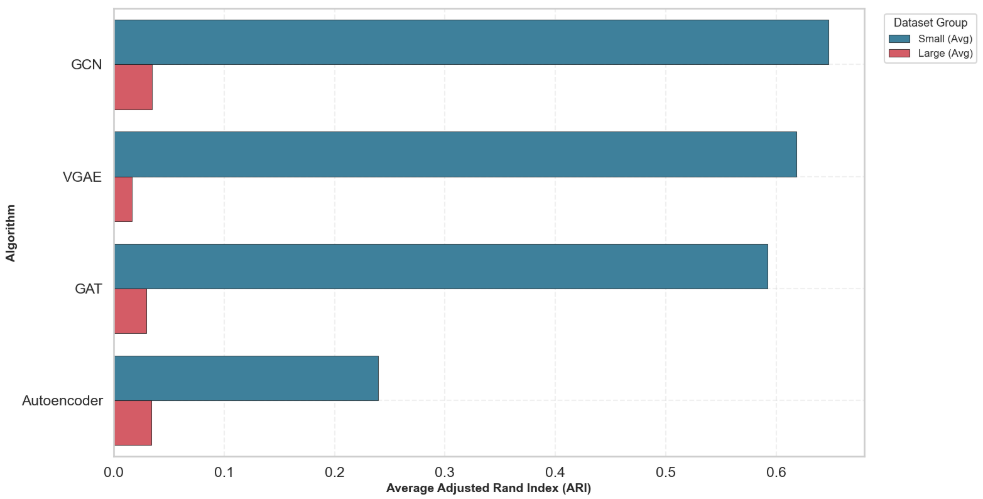 Dataset Group
Small (Avg)
Large (Avg)
Algorithm
GCN
VGAE
GAT
Autoencoder
0.0 0.1 0.2 0.3 0.4 0.5 0.6
Average Adjusted Rand Index (ARI)